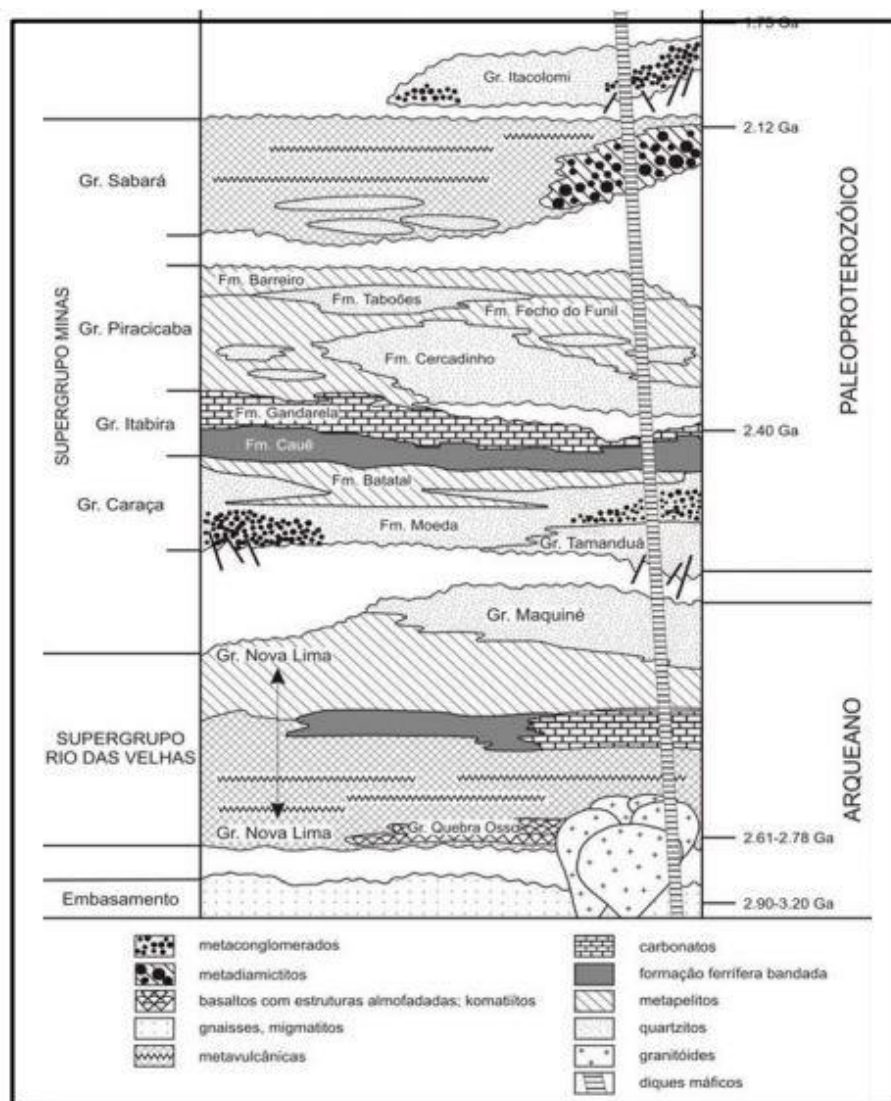 1.75 Ga
Gr. Itacolomi
2.12 Ga
Gr. Sabará
Fm. Barreiro
Fm. Taboões
Fm. Fecho do Funil
Gr. Piracicaba
Fm. Cercadinho
SUPERGRUPO MINAS
PALEOPROTEROZÓICO
Fm. Gandarela
Gr. Itabira
2.40 Ga
Fm. Cauê
Fm. Batatal
Gr. Caraça
Fm. Moeda
Gr. Tamanduá
Gr. Maquiné
Gr. Nova Lima
SUPERGRUPO
RIO DAS VELHAS
ARQUEANO
Gr. Nova Lima
Gr. Quebra Osso
2.61-2.78 Ga
Embasamento
2.90-3.20 Ga
metaconglomerados
metadiamictitos
basaltos com estruturas almofadadas; komatiitos
gnaisses, migmatitos
metavulcânicas
carbonatos
formação ferrífera bandada
metapelitos
quartzitos
granitóides
diques máficos